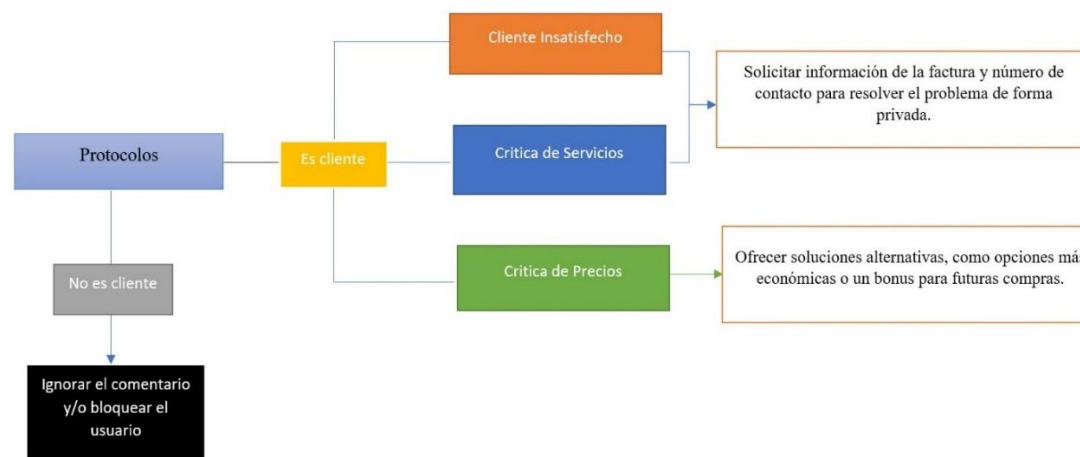 Cliente Insatisfecho
Solicitar información de la factura y número de
contacto para resolver el problema de forma
privada.
Protocolos
Es cliente
Critica de Servicios
No es cliente
Critica de Precios
Ofrecer soluciones alternativas, como opciones más
económicas o un bonus para futuras compras.
Ignorar el comentario
y/o bloquear el
usuario